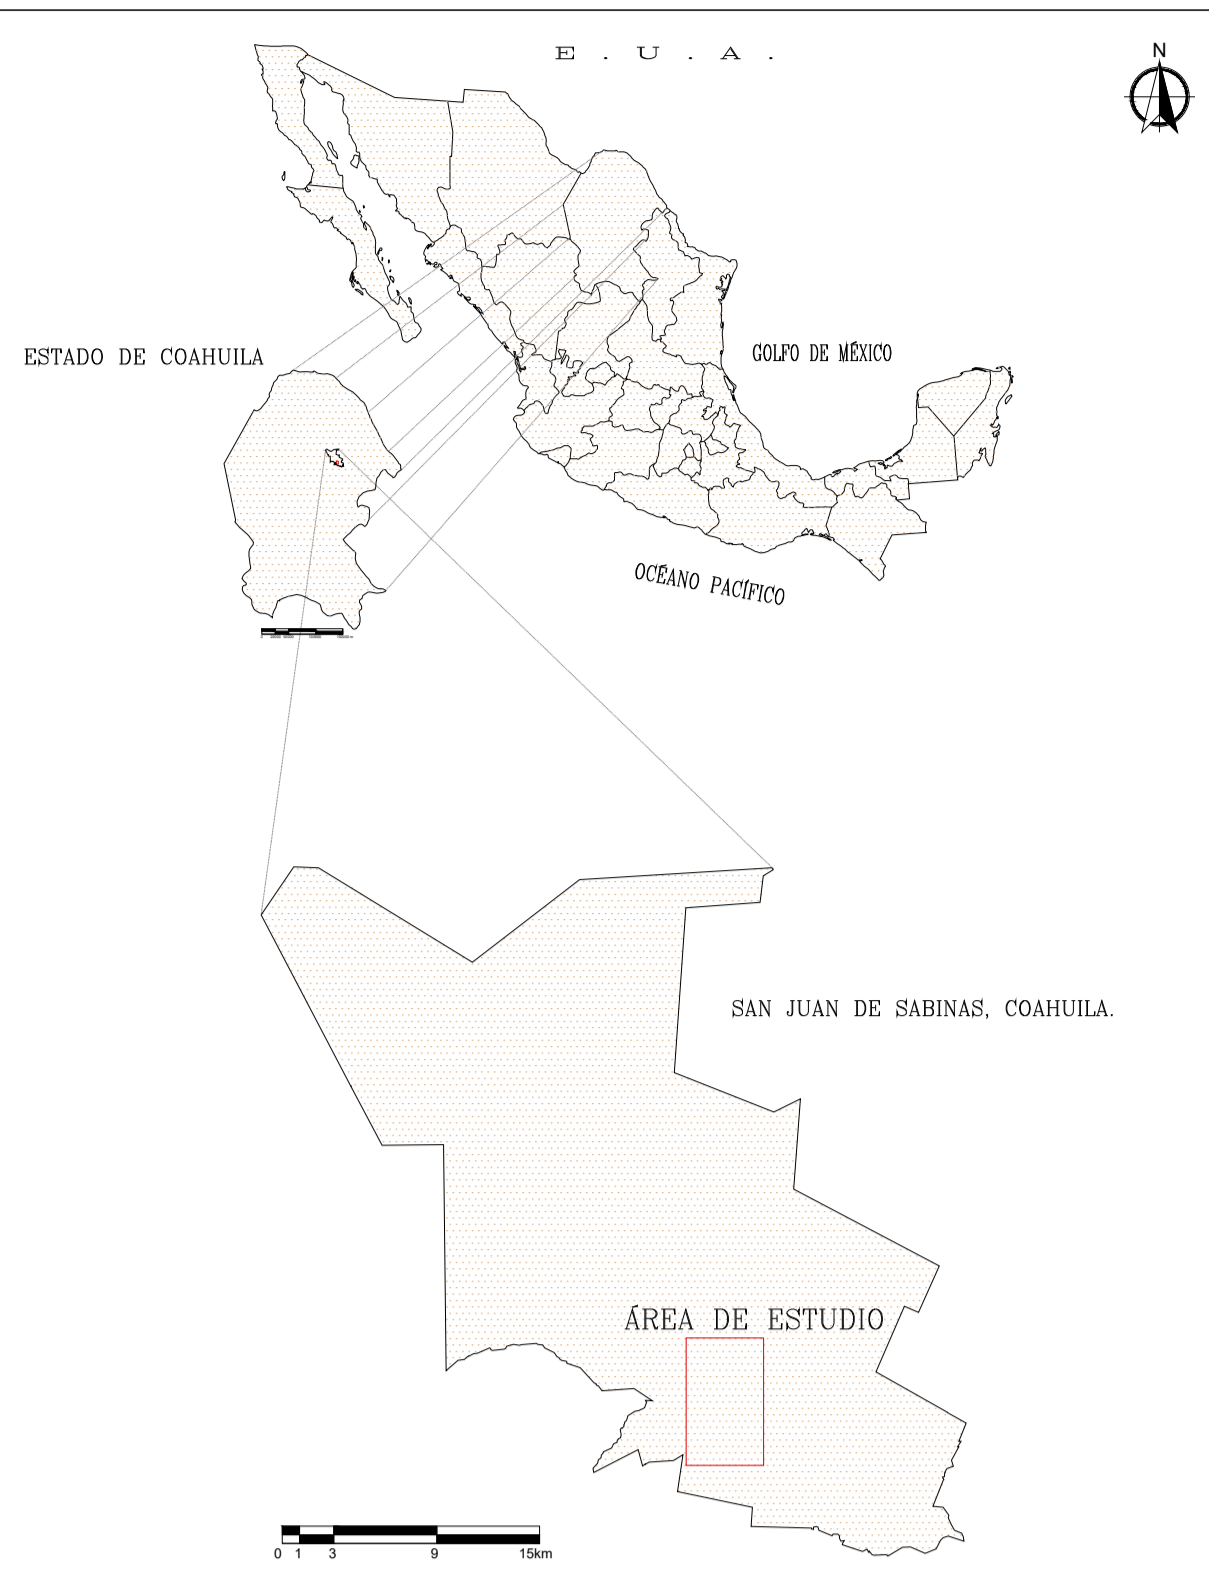 E . U . A .
N
ESTADO DE COAHUILA
GOLFO DE MÉXICO
OCÉANO PACÍFICO
SAN JUAN DE SABINAS, COAHUILA.
ÁREA DE ESTUDIO
0 1 3 9 15km